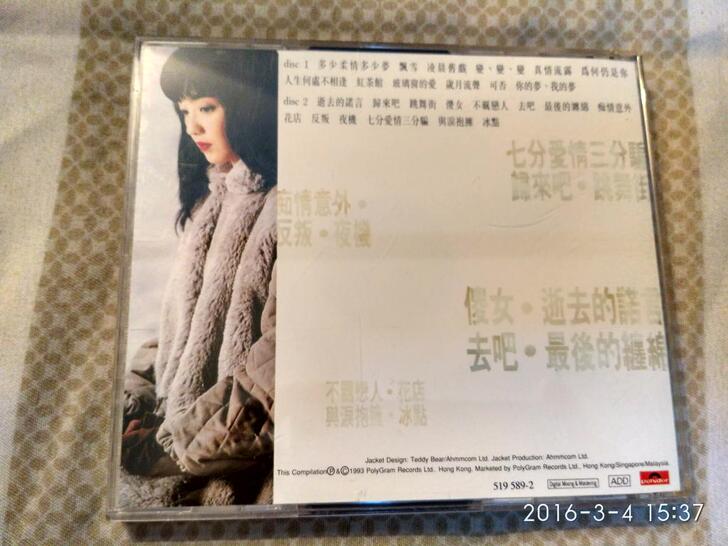 disc 1 多少柔情多少夢 飄雪 凌晨舊戲 變、變、變 真情流露 為何仍是你
人生何處不相逢 紅茶館 玻璃窗的愛 歲月流聲 可否 你的夢、我的夢
disc 2 逝去的諾言 歸來吧 跳舞街 傻女 不羈戀人 去吧 最後的纏綿 痴情意外
花店 反叛 夜機 七分愛情三分騙 與淚抱擁 冰點
七分愛情三分騙
歸來吧·跳舞街
痴情意外·
反叛·夜機
傻女·逝去的諾言
去吧·最後的纏綿
不羈戀人·花店
與淚抱擁·冰點
Jacket Design: Teddy Bear/Ahmmcom Ltd. Jacket Production: Ahmmcom Ltd.
This Compilation Ⓟ&©1993 PolyGram Records Ltd., Hong Kong. Marketed by PolyGram Records Ltd., Hong Kong/Singapore/Malaysia.
519 589-2 Digital Mixing & Mastering ADD Polydor
2016-3-4 15:37